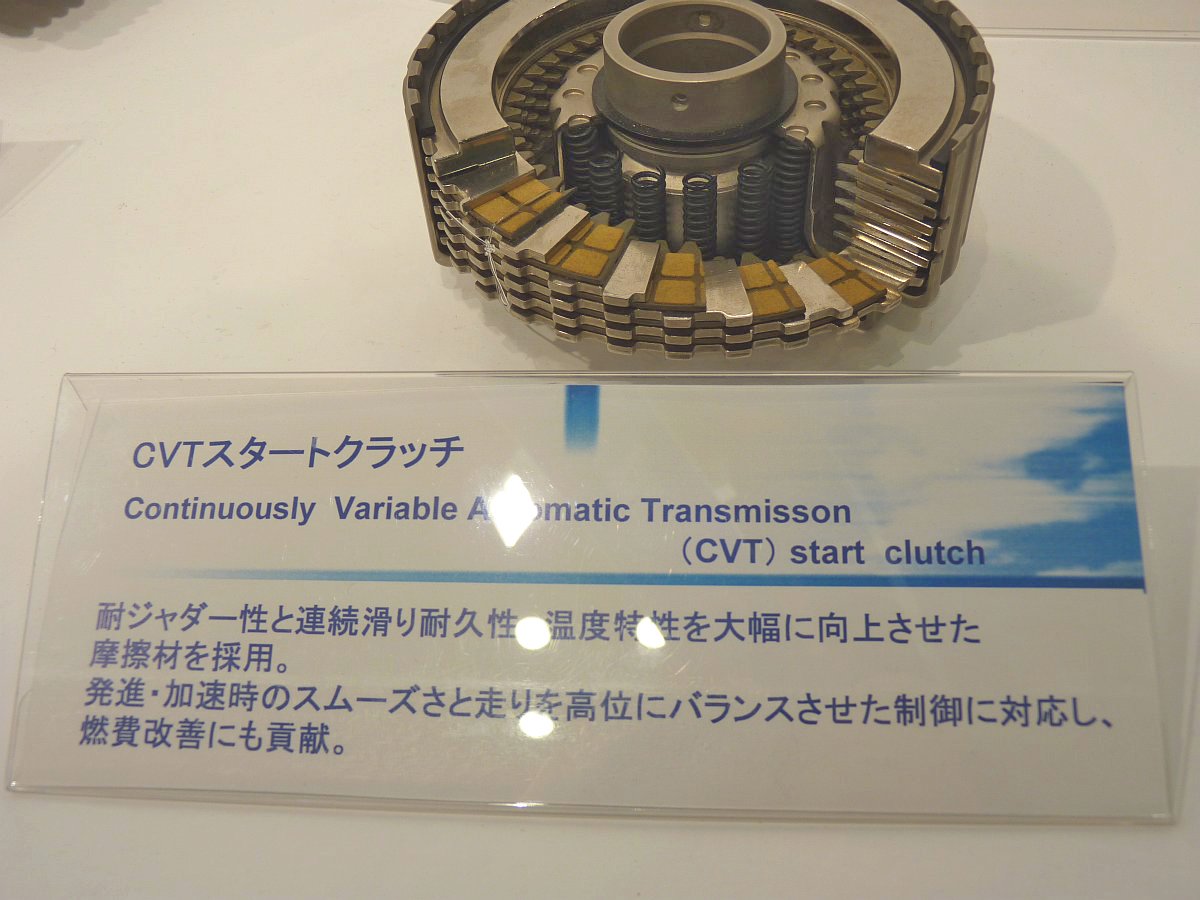 CVTスタートクラッチ
Continuously Variable Transmisson
（CVT）start clutch
耐ジャダー性と連続滑り耐久性 温度特性を大幅に向上させた
摩擦材を採用。
発進・加速時のスムーズさと走りを高位にバランスさせた制御に対応し、
燃費改善にも貢献。